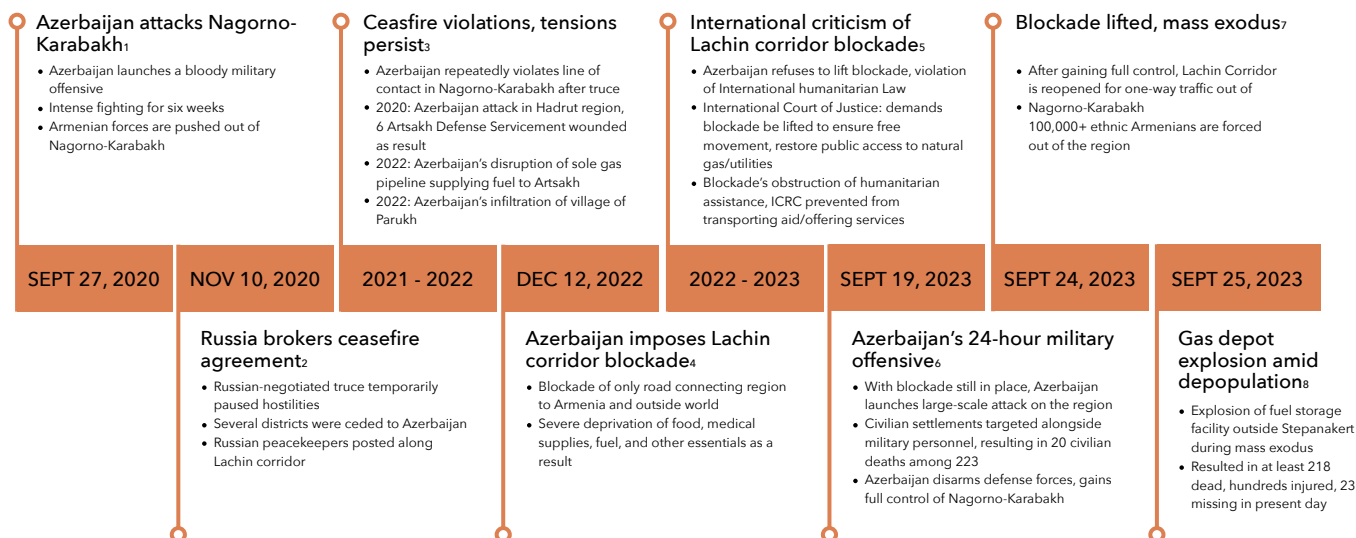 Azerbaijan attacks Nagorno-
Karabakh1
• Azerbaijan launches a bloody military
offensive
• Intense fighting for six weeks
• Armenian forces are pushed out of
Nagorno-Karabakh
Ceasfire violations, tensions
persist3
• Azerbaijan repeatedly violates line of
contact in Nagorno-Karabakh after truce
• 2020: Azerbaijan attack in Hadrut region,
6 Artsakh Defense Servicement wounded
as result
• 2022: Azerbaijan’s disruption of sole gas
pipeline supplying fuel to Artsakh
• 2022: Azerbaijan’s infiltration of village of
Parukh
International criticism of
Lachin corridor blockade5
• Azerbaijan refuses to lift blockade, violation
of International humanitarian Law
• International Court of Justice: demands
blockade be lifted to ensure free
movement, restore public access to natural
gas/utilities
• Blockade’s obstruction of humanitarian
assistance, ICRC prevented from
transporting aid/offering services
Blockade lifted, mass exodus7
• After gaining full control, Lachin Corridor
is reopened for one-way traffic out of
• Nagorno-Karabakh
100,000+ ethnic Armenians are forced
out of the region
SEPT 27, 2020
NOV 10, 2020
2021 - 2022
DEC 12, 2022
2022 - 2023
SEPT 19, 2023
SEPT 24, 2023
SEPT 25, 2023
Russia brokers ceasefire
agreement2
• Russian-negotiated truce temporarily
paused hostilities
• Several districts were ceded to Azerbaijan
• Russian peacekeepers posted along
Lachin corridor
Azerbaijan imposes Lachin
corridor blockade4
• Blockade of only road connecting region
to Armenia and outside world
• Severe deprivation of food, medical
supplies, fuel, and other essentials as a
result
Azerbaijan’s 24-hour military
offensive6
• With blockade still in place, Azerbaijan
launches large-scale attack on the region
• Civilian settlements targeted alongside
military personnel, resulting in 20 civilian
deaths among 223
• Azerbaijan disarms defense forces, gains
full control of Nagorno-Karabakh
Gas depot
explosion amid
depopulation8
• Explosion of fuel storage
facility outside Stepanakert
during mass exodus
• Resulted in at least 218
dead, hundreds injured, 23
missing in present day